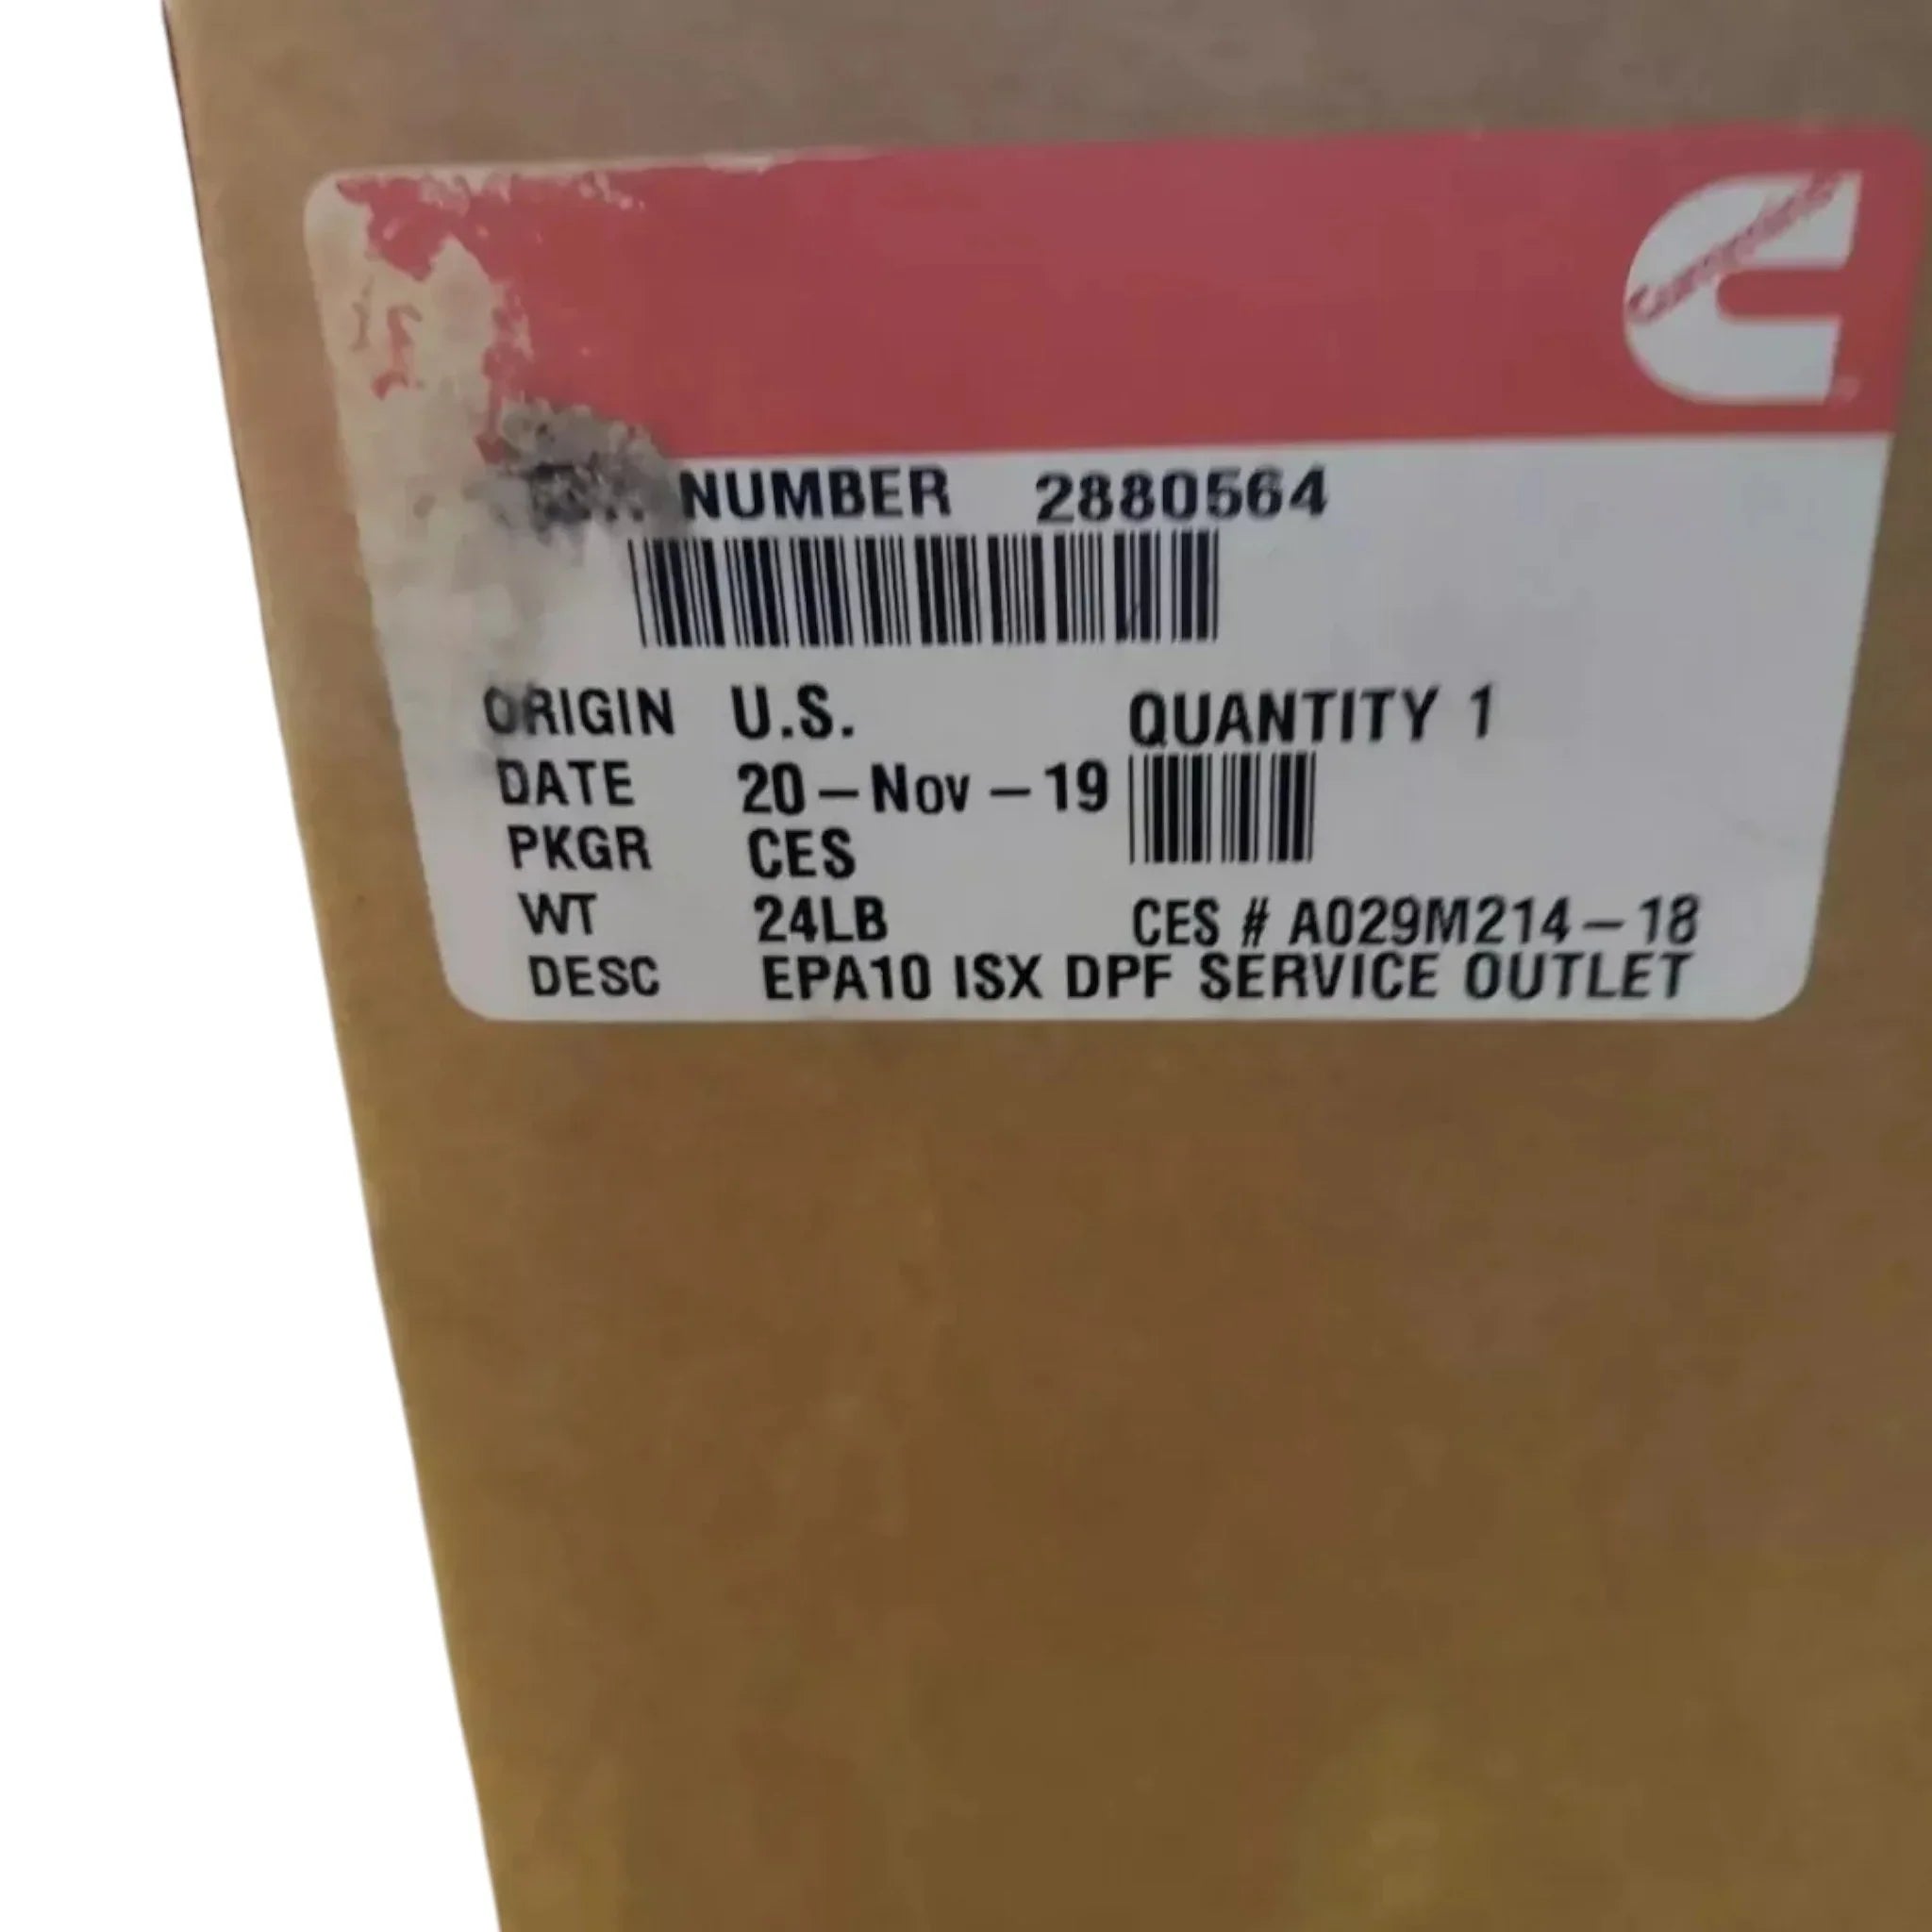 Cummins
NUMBER 2880564
ORIGIN U.S. QUANTITY 1
DATE 20-Nov-19
PKGR CES
WT 24LB CES # A029M214-18
DESC EPA10 ISX DPF SERVICE OUTLET